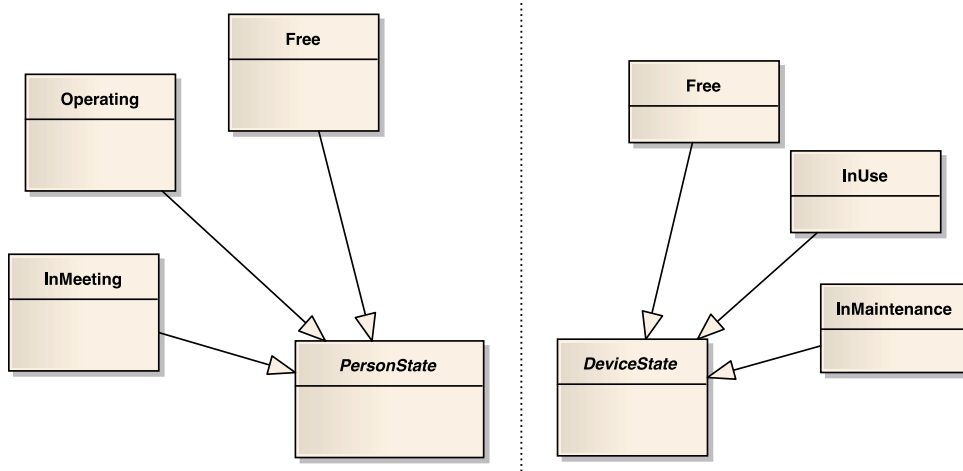 Free
Operating
InMeeting
PersonState
Free
InUse
InMaintenance
DeviceState